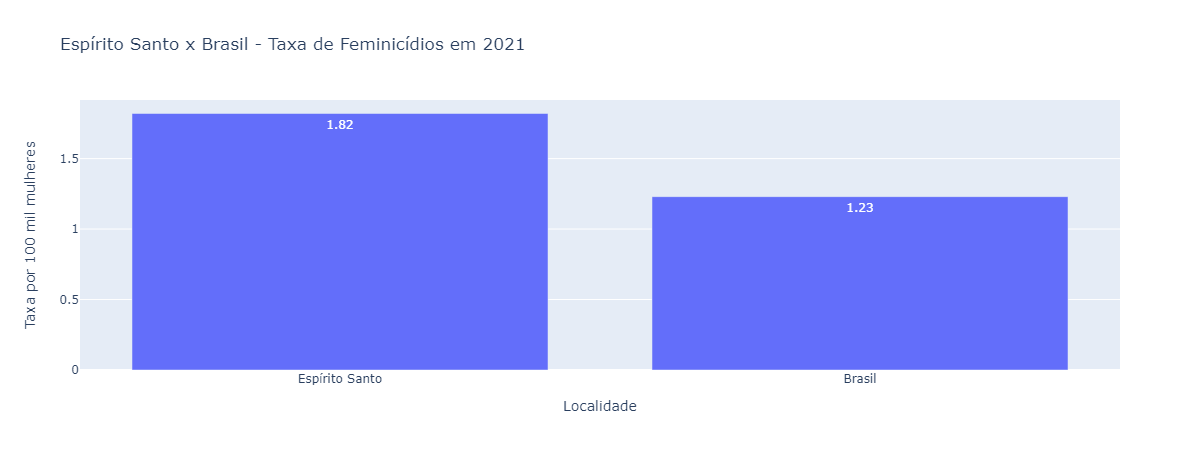 Espírito Santo x Brasil - Taxa de Feminicídios em 2021
Taxa por 100 mil mulheres
1.5
1
0.5
0
1.82
1.23
Espírito Santo
Brasil
Localidade